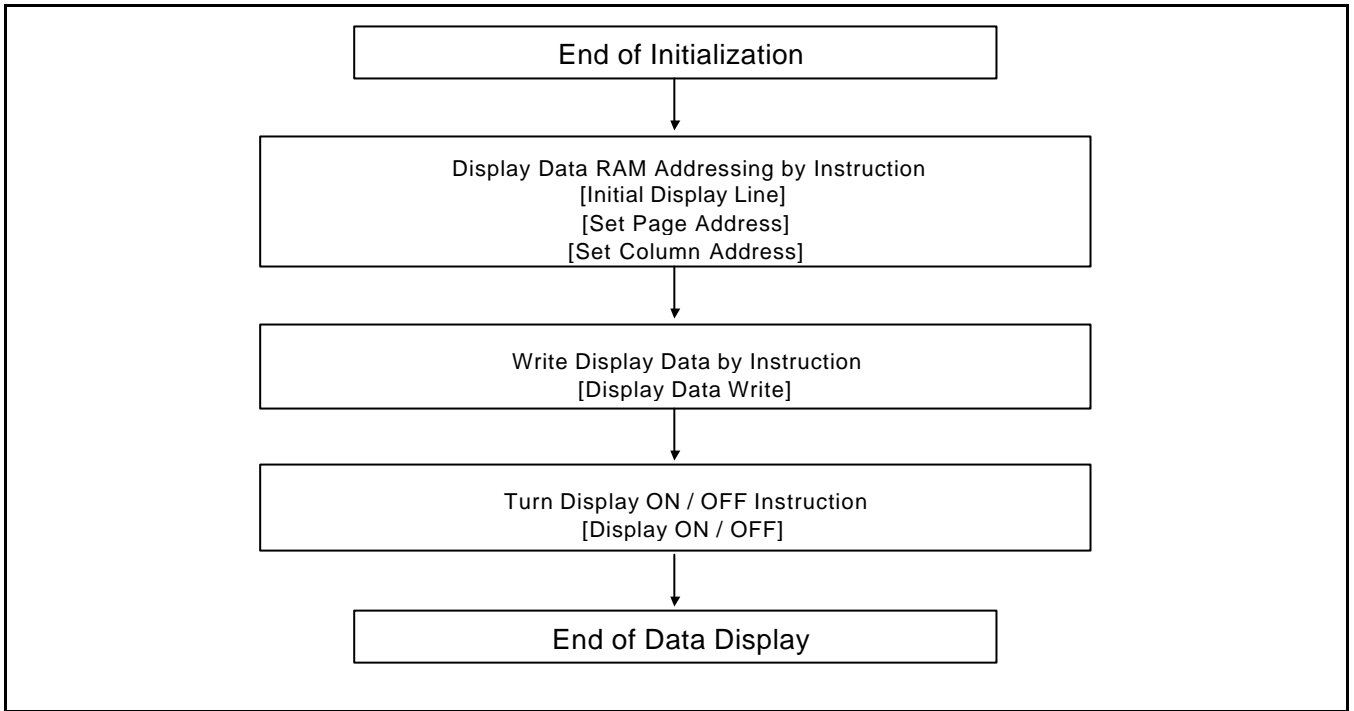 End of Initialization
Display Data RAM Addressing by Instruction
[Initial Display Line]
[Set Page Address]
[Set Column Address]
Write Display Data by Instruction
[Display Data Write]
Turn Display ON / OFF Instruction
[Display ON / OFF]
End of Data Display